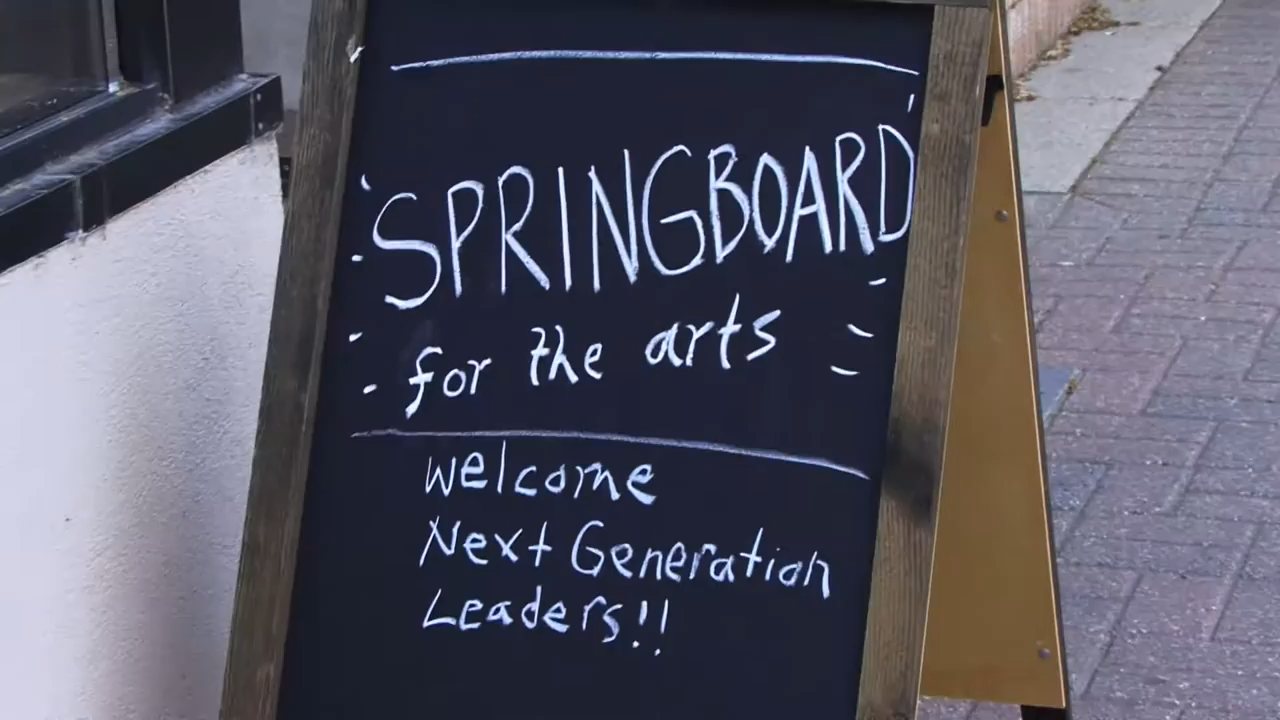 SPRINGBOARD
for the arts
welcome
Next Generation
Leaders!!